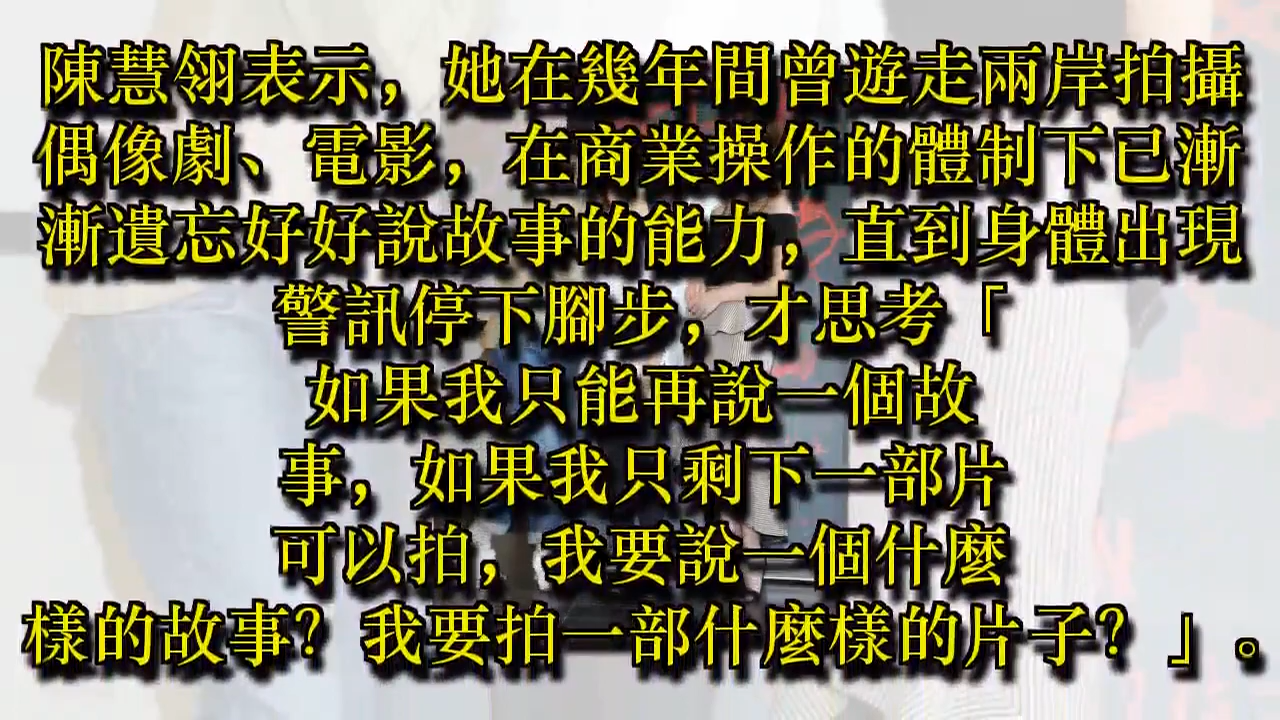 陳慧翎表示，她在幾年間曾遊走兩岸拍攝
偶像劇、電影，在商業操作的體制下已漸
漸遺忘好好說故事的能力，直到身體出現
警訊停下腳步，才思考「
如果我只能再說一個故
事，如果我只剩下一部片
可以拍，我要說一個什麼
樣的故事？我要拍一部什麼樣的片子？」。